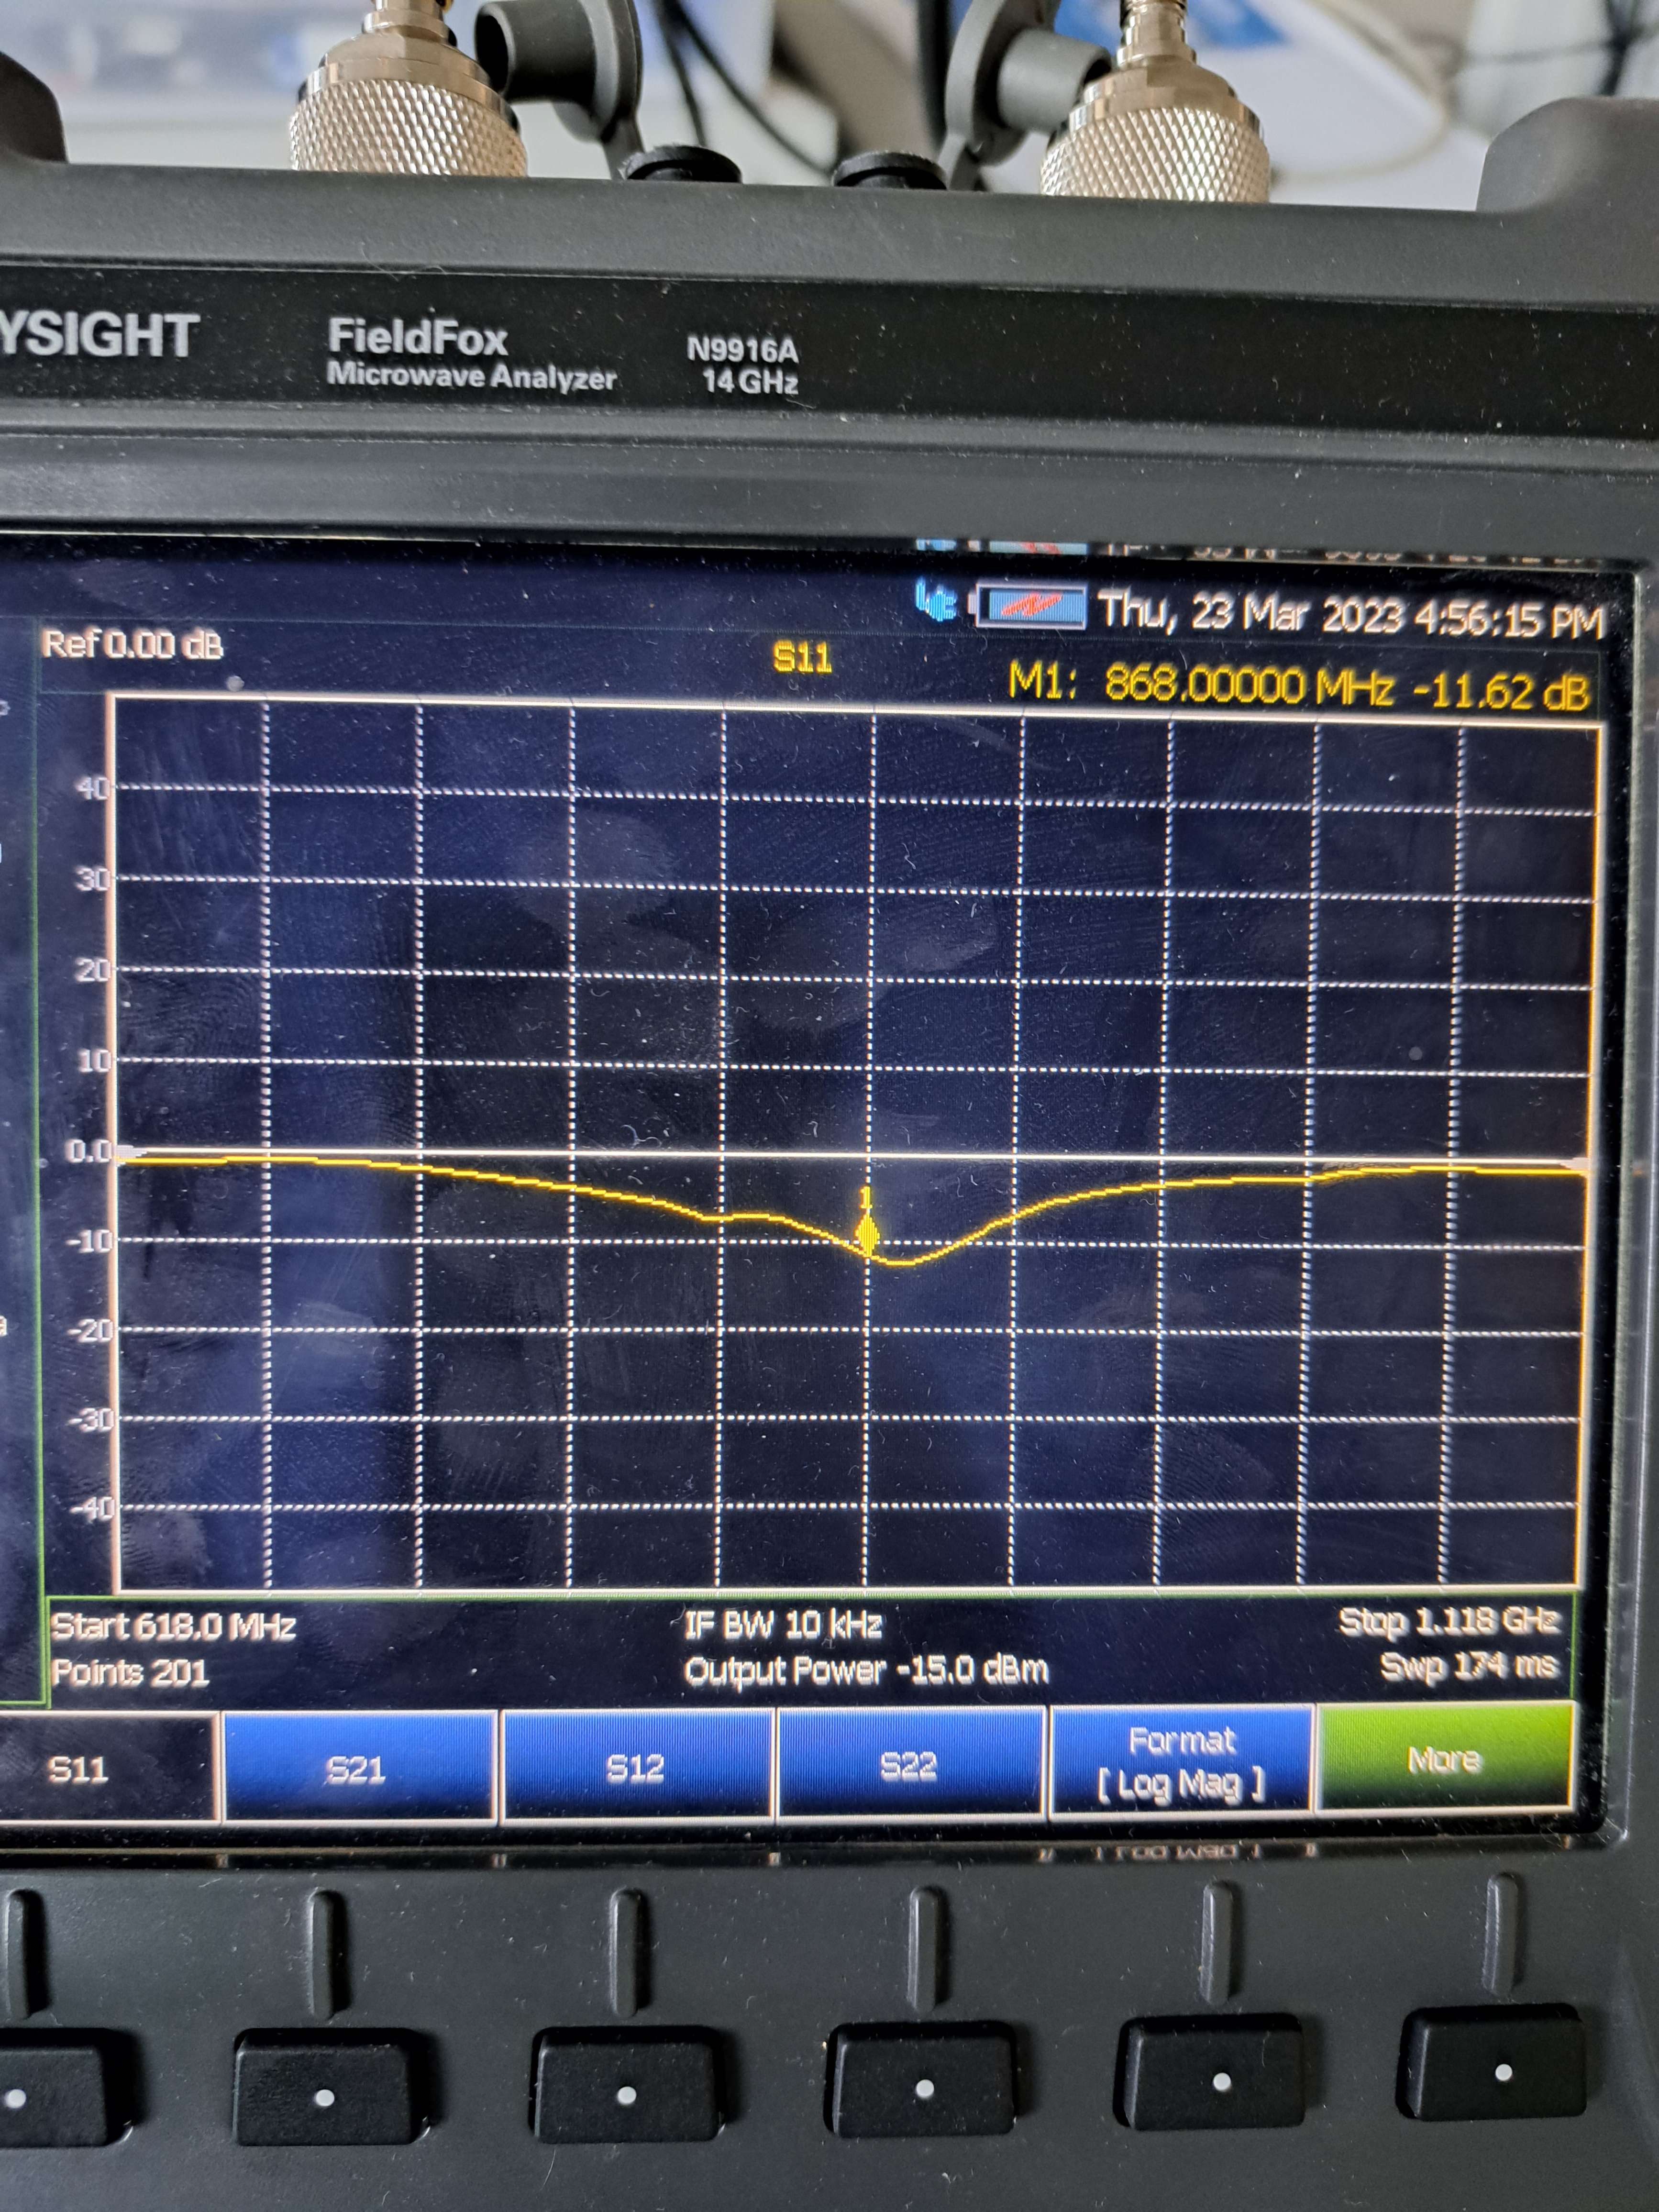 YSIGHT
FieldFox
Microwave Analyzer
N9916A
14 GHz
Thu, 23 Mar 2023 4:56:15 PM
Ref 0.00 dB
S11
M1: 868.00000 MHz -11.62 dB
40
30
20
10
0.0
1
-10
-20
-30
-40
Start 618.0 MHz
IF BW 10 kHz
Stop 1.118 GHz
Points 201
Output Power -15.0 dBm
Swp 174 ms
S11
S21
S12
S22
Format
[ Log Mag ]
More